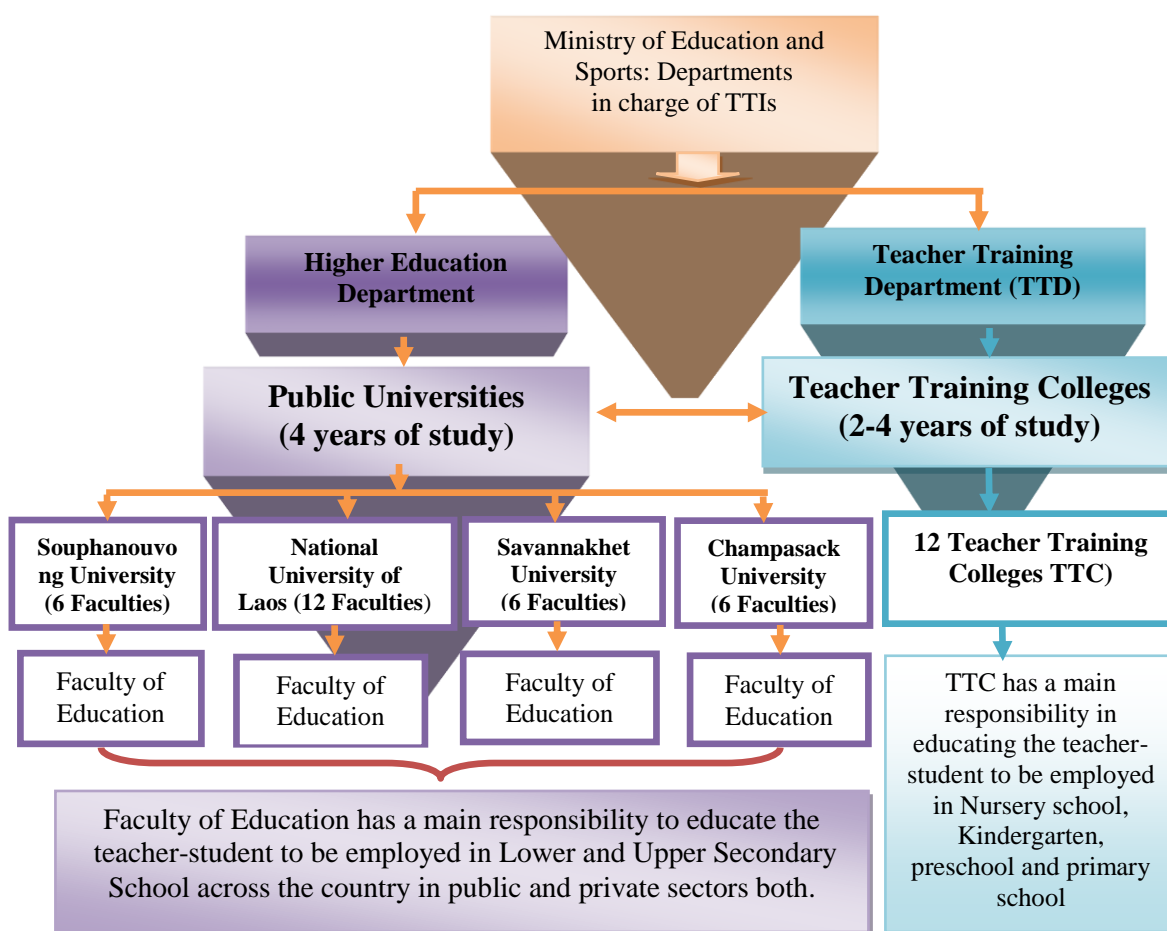 Ministry of Education and
Sports: Departments
in charge of TTIs
Higher Education
Department
Teacher Training
Department (TTD)
Public Universities
(4 years of study)
Teacher Training Colleges
(2-4 years of study)
Souphanouvo
ng University
(6 Faculties)
National
University of
Laos (12 Faculties)
Savannakhet
University
(6 Faculties)
Champasack
University
(6 Faculties)
12 Teacher Training
Colleges TTC)
Faculty of
Education
Faculty of
Education
Faculty of
Education
Faculty of
Education
TTC has a main
responsibility in
educating the teacher-
student to be employed
in Nursery school,
Kindergarten,
preschool and primary
school
Faculty of Education has a main responsibility to educate the
teacher-student to be employed in Lower and Upper Secondary
School across the country in public and private sectors both.